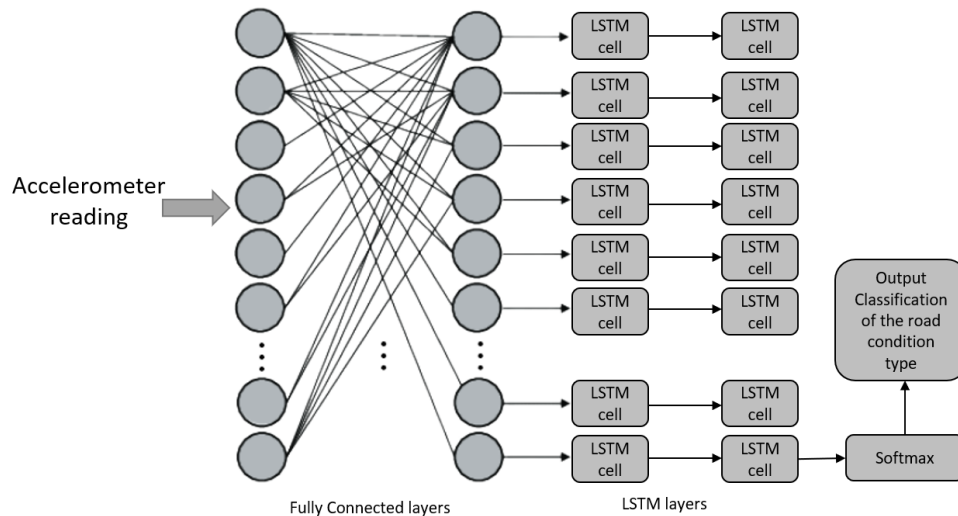 Accelerometer
reading
LSTM
cell
LSTM
cell
LSTM
cell
LSTM
cell
LSTM
cell
LSTM
cell
LSTM
cell
LSTM
cell
LSTM
cell
LSTM
cell
LSTM
cell
LSTM
cell
LSTM
cell
LSTM
cell
LSTM
cell
LSTM
cell
Output
Classification
of the road
condition
type
Softmax
Fully Connected layers
LSTM layers